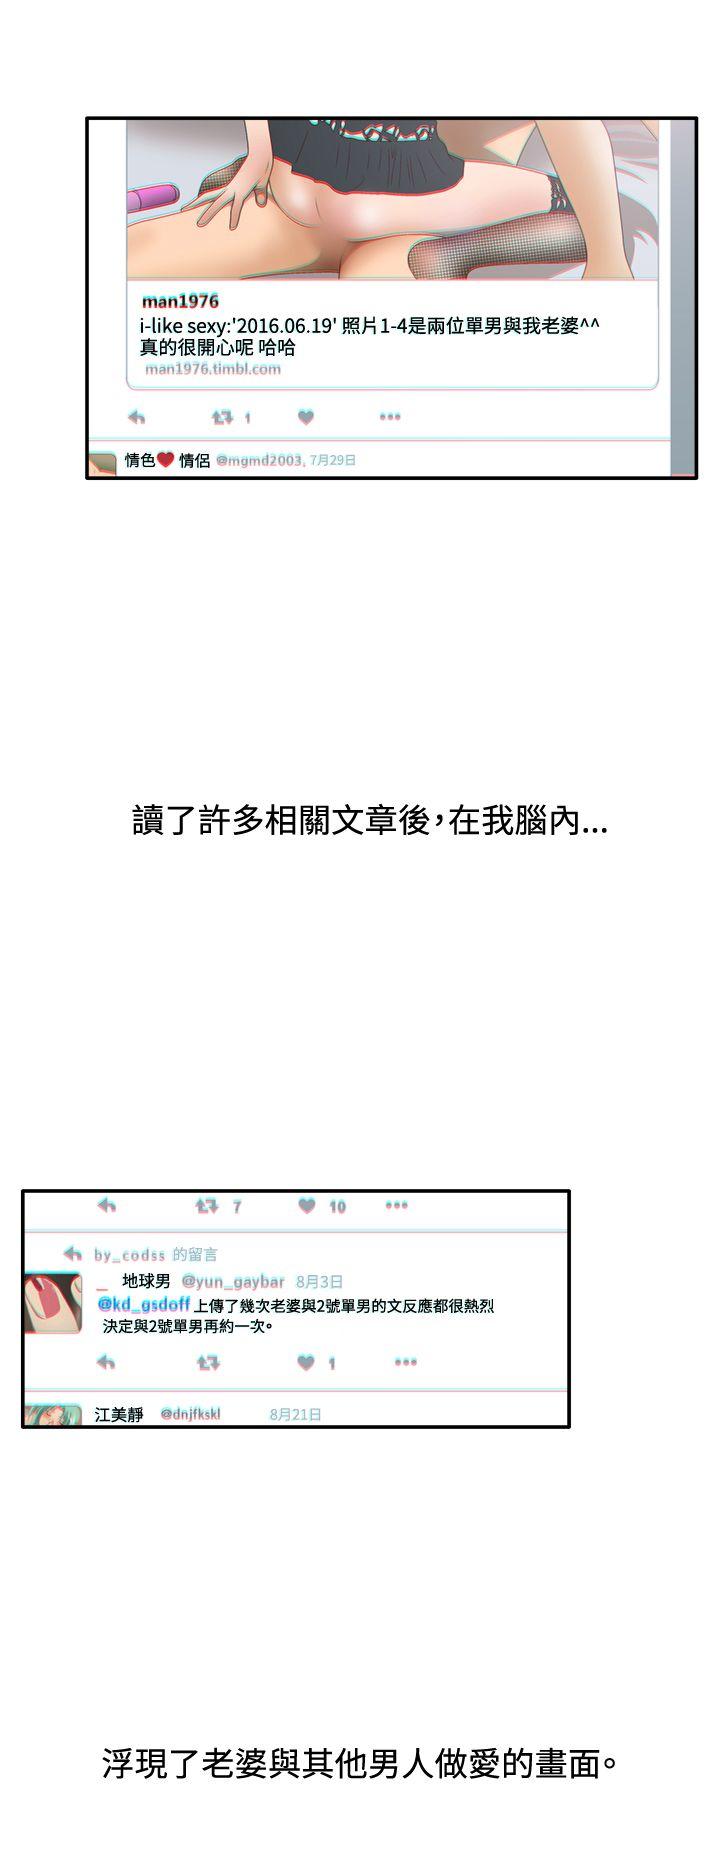 man1976
i-like sexy:'2016.06.19' 照片1-4是兩位單男與我老婆^^
真的很開心呢 哈哈
man1976.timbl.com
1
情色❤情侶 @mgmd2003, 7月29日
讀了許多相關文章後，在我腦內...
7 10
by_codss 的留言
_ 地球男 @yun_gaybar 8月3日
@kd_gsdoff 上傳了幾次老婆與2號單男的文反應都很熱烈
決定與2號單男再約一次。
1
江美靜 @dnjfkskl 8月21日
浮現了老婆與其他男人做愛的畫面。